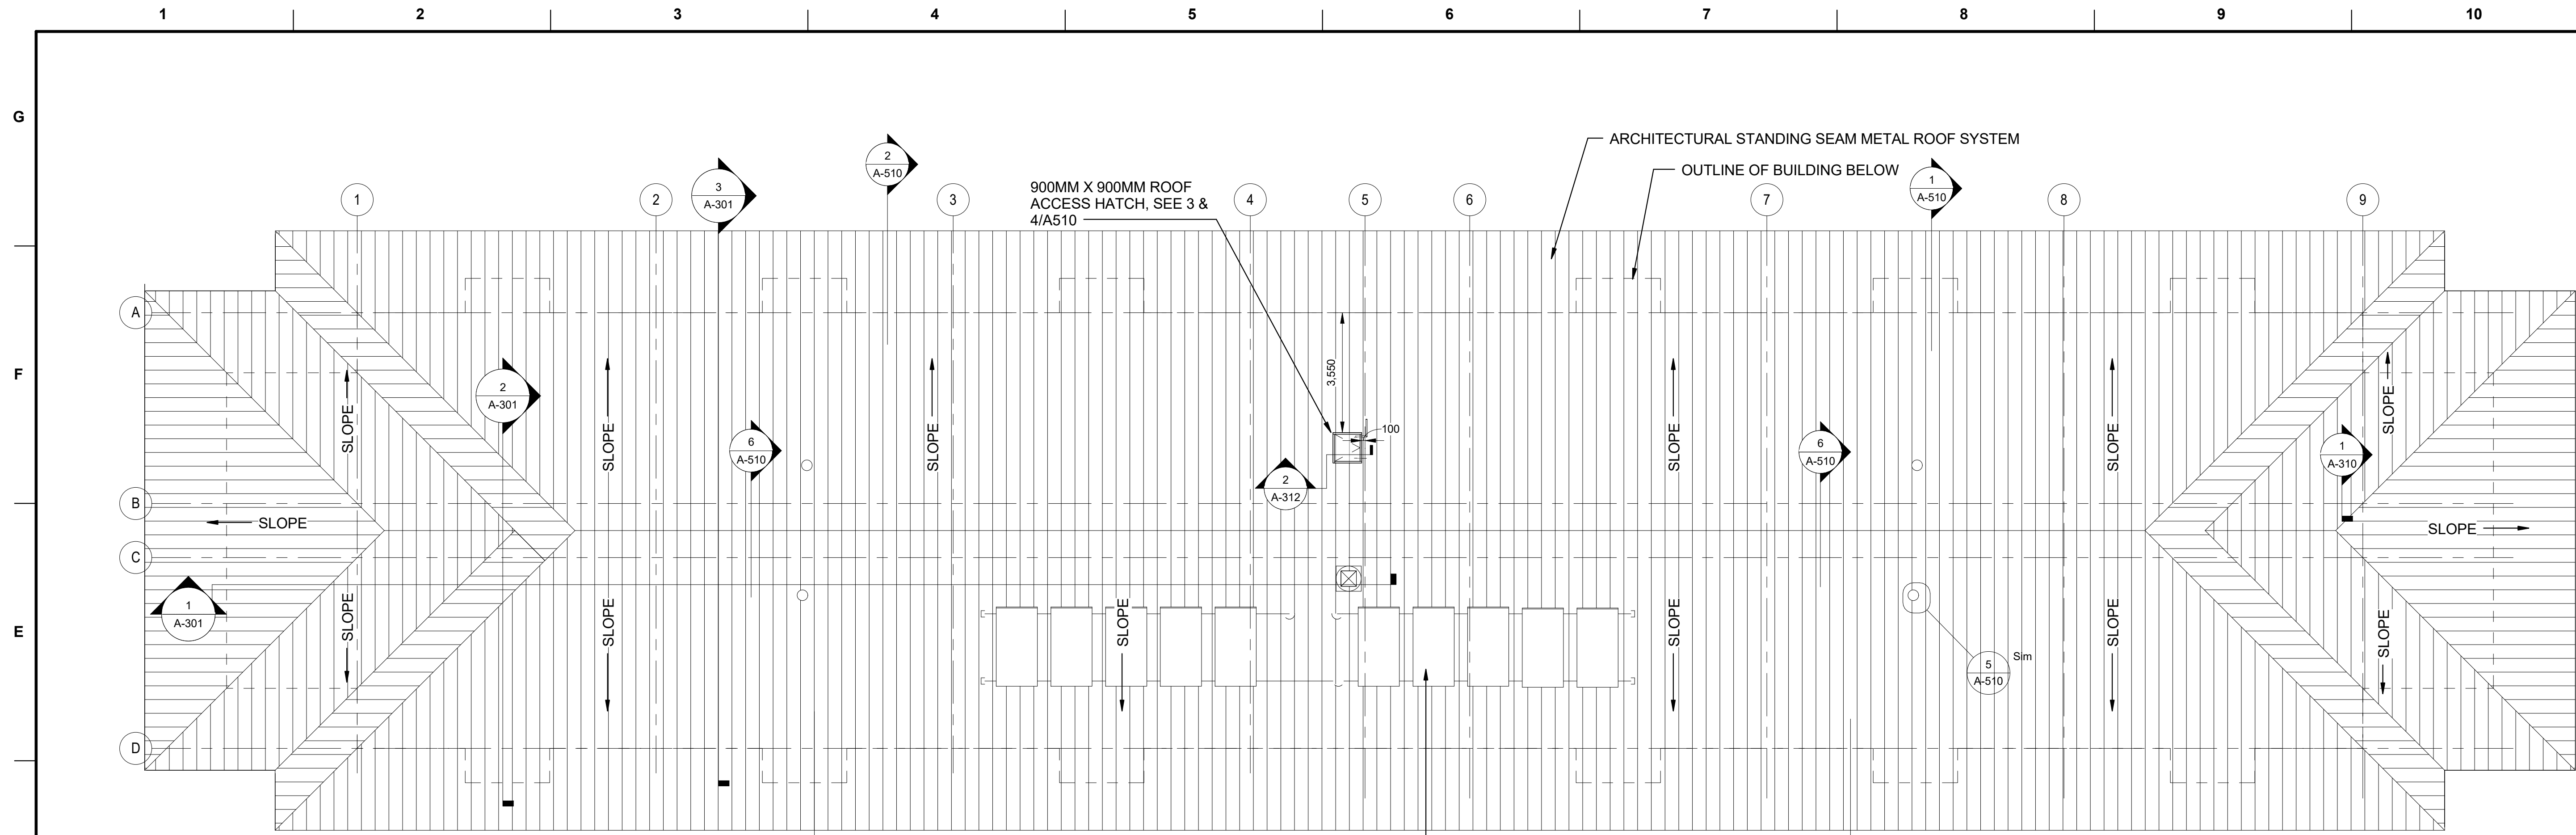 1 2 3 4 5 6 7 8 9 10
G
ARCHITECTURAL STANDING SEAM METAL ROOF SYSTEM
2
A-510
OUTLINE OF BUILDING BELOW
3
A-301
900MM X 900MM ROOF
ACCESS HATCH, SEE 3 &
4/A510
1
A-510
1 2 3 4 5 6 7 8 9
A
F
3,550
2
A-301
SLOPE
SLOPE
SLOPE
SLOPE
SLOPE
SLOPE
100
6
A-510
6
A-510
1
A-310
2
A-312
B
SLOPE
SLOPE
C
1
A-301
E
SLOPE
SLOPE
SLOPE
SLOPE
SLOPE
SLOPE
Sim
5
A-510
D